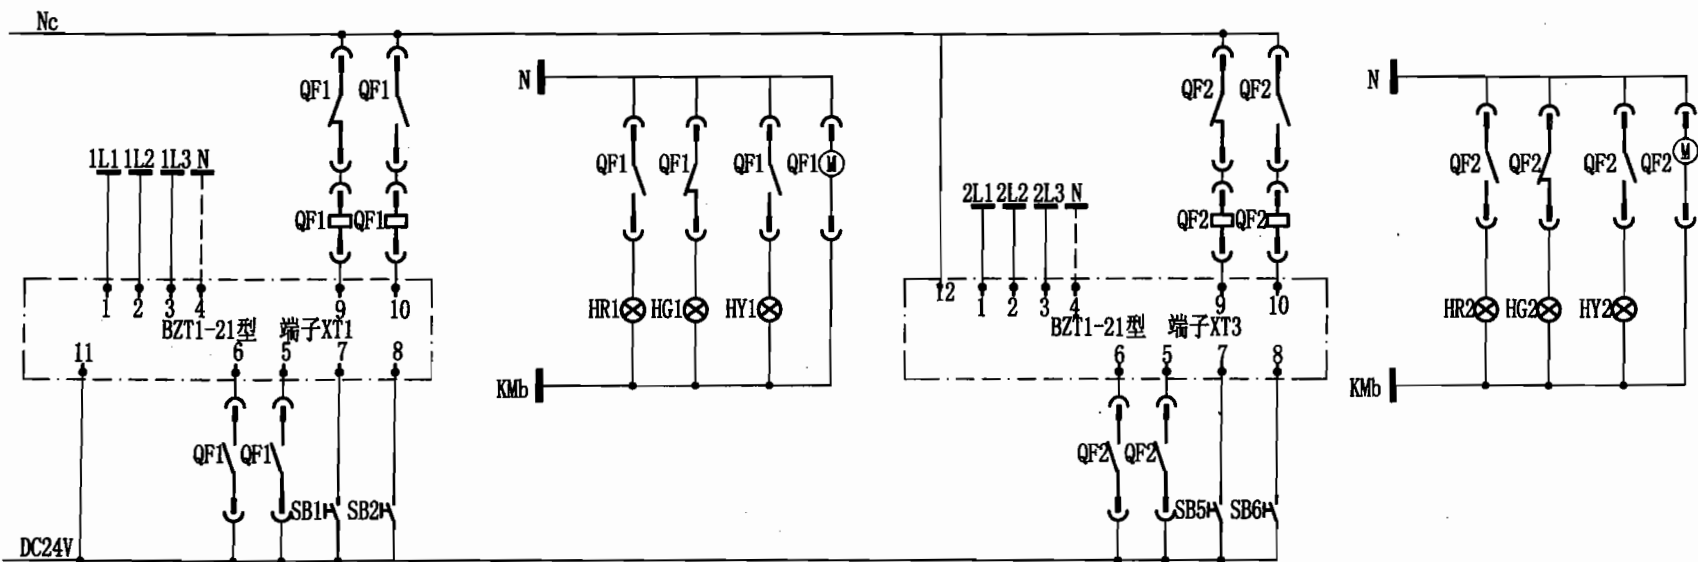 Nc
QF1 QF1
N
QF2 QF2
N
1L1 1L2 1L3 N
QF1 QF1 QF1 QF1 M
QF2 QF2 QF2 QF2 M
2L1 2L2 2L3 N
QF1 QF1
QF2 QF2
1 2 3 4 9 10
12 1 2 3 4 9 10
HR1 HG1 HY1
HR2 HG2 HY2
BZT1-21型 端子XT1
BZT1-21型 端子XT3
11 6 5 7 8
6 5 7 8
KMb
KMb
QF1 QF1
QF2 QF2
SB1 SB2
SB5 SB6
DC24V